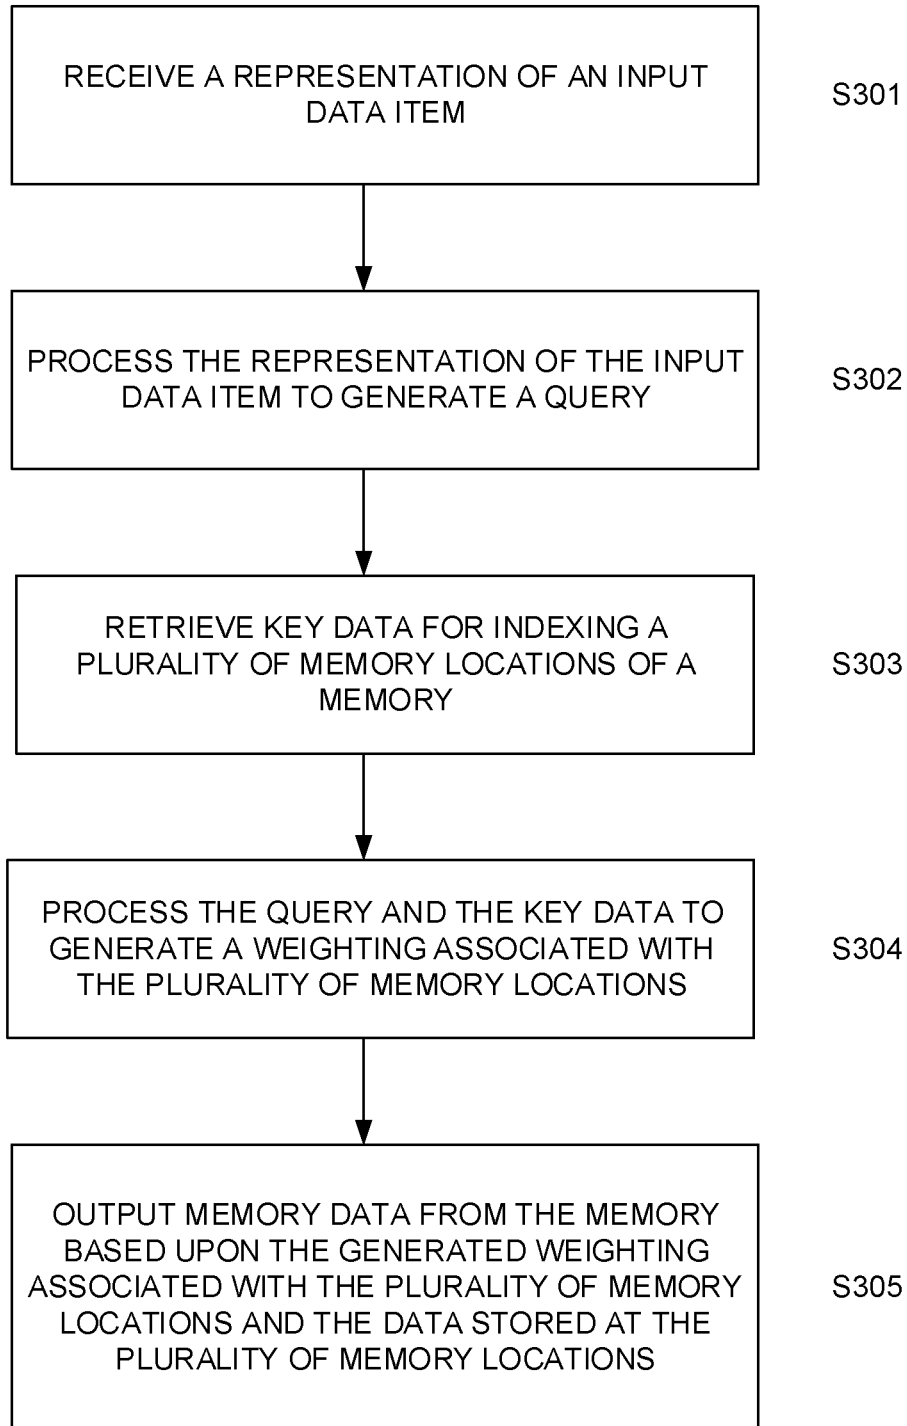 RECEIVE A REPRESENTATION OF AN INPUT
DATA ITEM
S301
PROCESS THE REPRESENTATION OF THE INPUT
DATA ITEM TO GENERATE A QUERY
S302
RETRIEVE KEY DATA FOR INDEXING A
PLURALITY OF MEMORY LOCATIONS OF A
MEMORY
S303
PROCESS THE QUERY AND THE KEY DATA TO
GENERATE A WEIGHTING ASSOCIATED WITH
THE PLURALITY OF MEMORY LOCATIONS
S304
OUTPUT MEMORY DATA FROM THE MEMORY
BASED UPON THE GENERATED WEIGHTING
ASSOCIATED WITH THE PLURALITY OF MEMORY
LOCATIONS AND THE DATA STORED AT THE
PLURALITY OF MEMORY LOCATIONS
S305